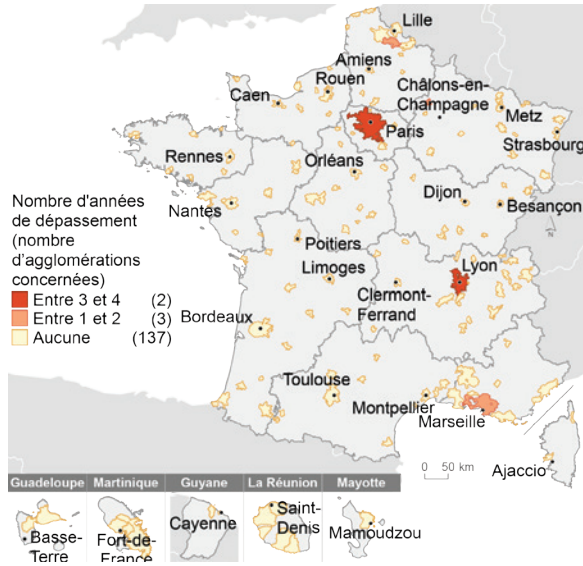 Lille
Amiens
Rouen
Châlons-en-
Champagne
Caen
Metz
Paris
Strasbourg
Rennes
Orléans
Nombre d'années
de dépassement
(nombre
d'agglomérations
concernées)
Entre 3 et 4 (2)
Entre 1 et 2 (3)
Aucune (137)
Nantes
Dijon
Besançon
N
Poitiers
Limoges
Lyon
Clermont-
Ferrand
Bordeaux
Toulouse
Montpellier
Marseille
0 50 km
Ajaccio
Guadeloupe Martinique Guyane La Réunion Mayotte
Basse-
Terre
Fort-de-
France
Cayenne
Saint-
Denis
Mamoudzou